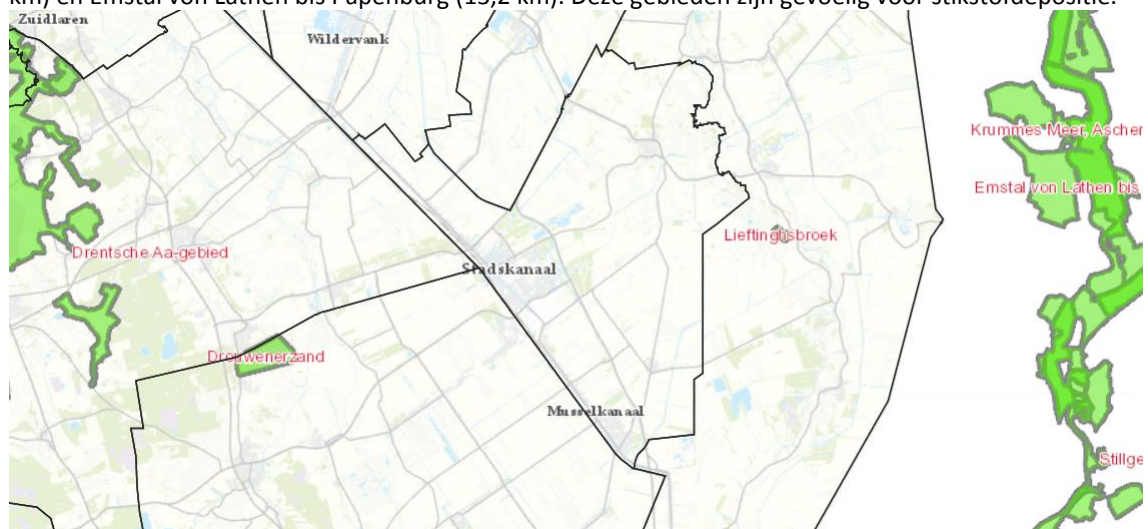 km) en Emstal von Lathen bis Papenburg (15,2 km). Deze gebieden zijn gevoelig voor stikstofdepositie.
Zuidlaren
Wildervank
Krummes Meer, Ascher
Emstal von Lathen bis
Lieftinghsbroek
Drentsche Aa-gebied
Stadskanaal
Drouwenerzand
Musselkanaal
Stillge